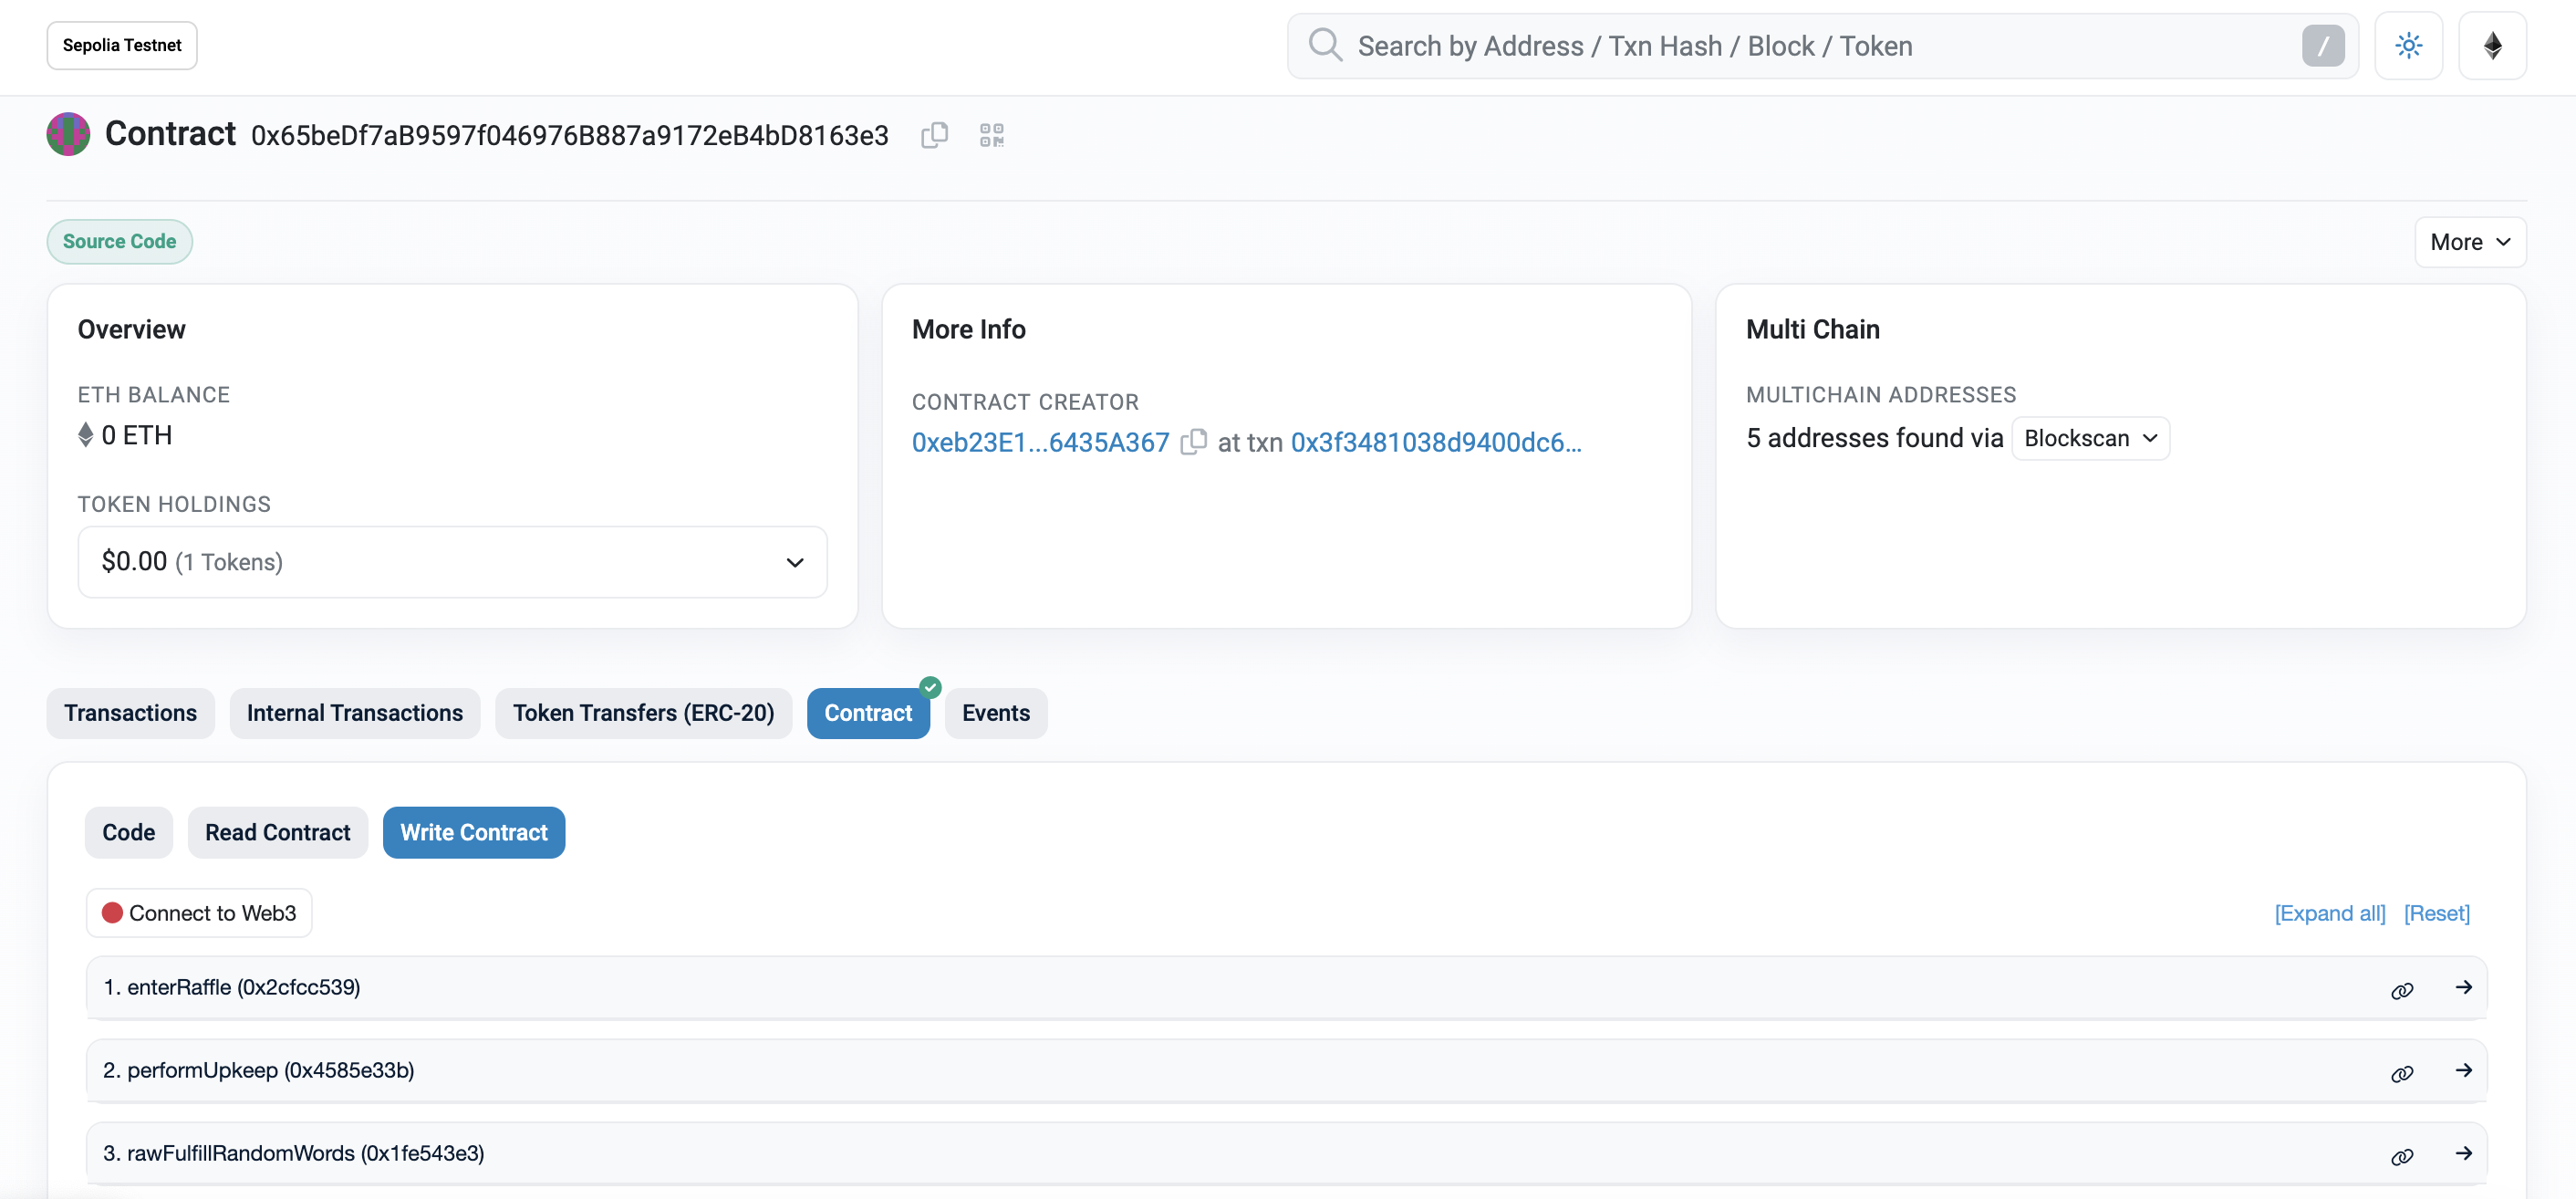 Sepolia Testnet
Search by Address / Txn Hash / Block / Token
/
Contract 0x65beDf7aB9597f046976B887a9172eB4bD8163e3
Source Code
More
Overview
ETH BALANCE
0 ETH
TOKEN HOLDINGS
$0.00 (1 Tokens)
More Info
CONTRACT CREATOR
0xeb23E1...6435A367 at txn 0x3f3481038d9400dc6...
Multi Chain
MULTICHAIN ADDRESSES
5 addresses found via Blockscan
Transactions
Internal Transactions
Token Transfers (ERC-20)
Contract
Events
Code
Read Contract
Write Contract
Connect to Web3
[Expand all] [Reset]
1. enterRaffle (0x2cfcc539)
2. performUpkeep (0x4585e33b)
3. rawFulfillRandomWords (0x1fe543e3)